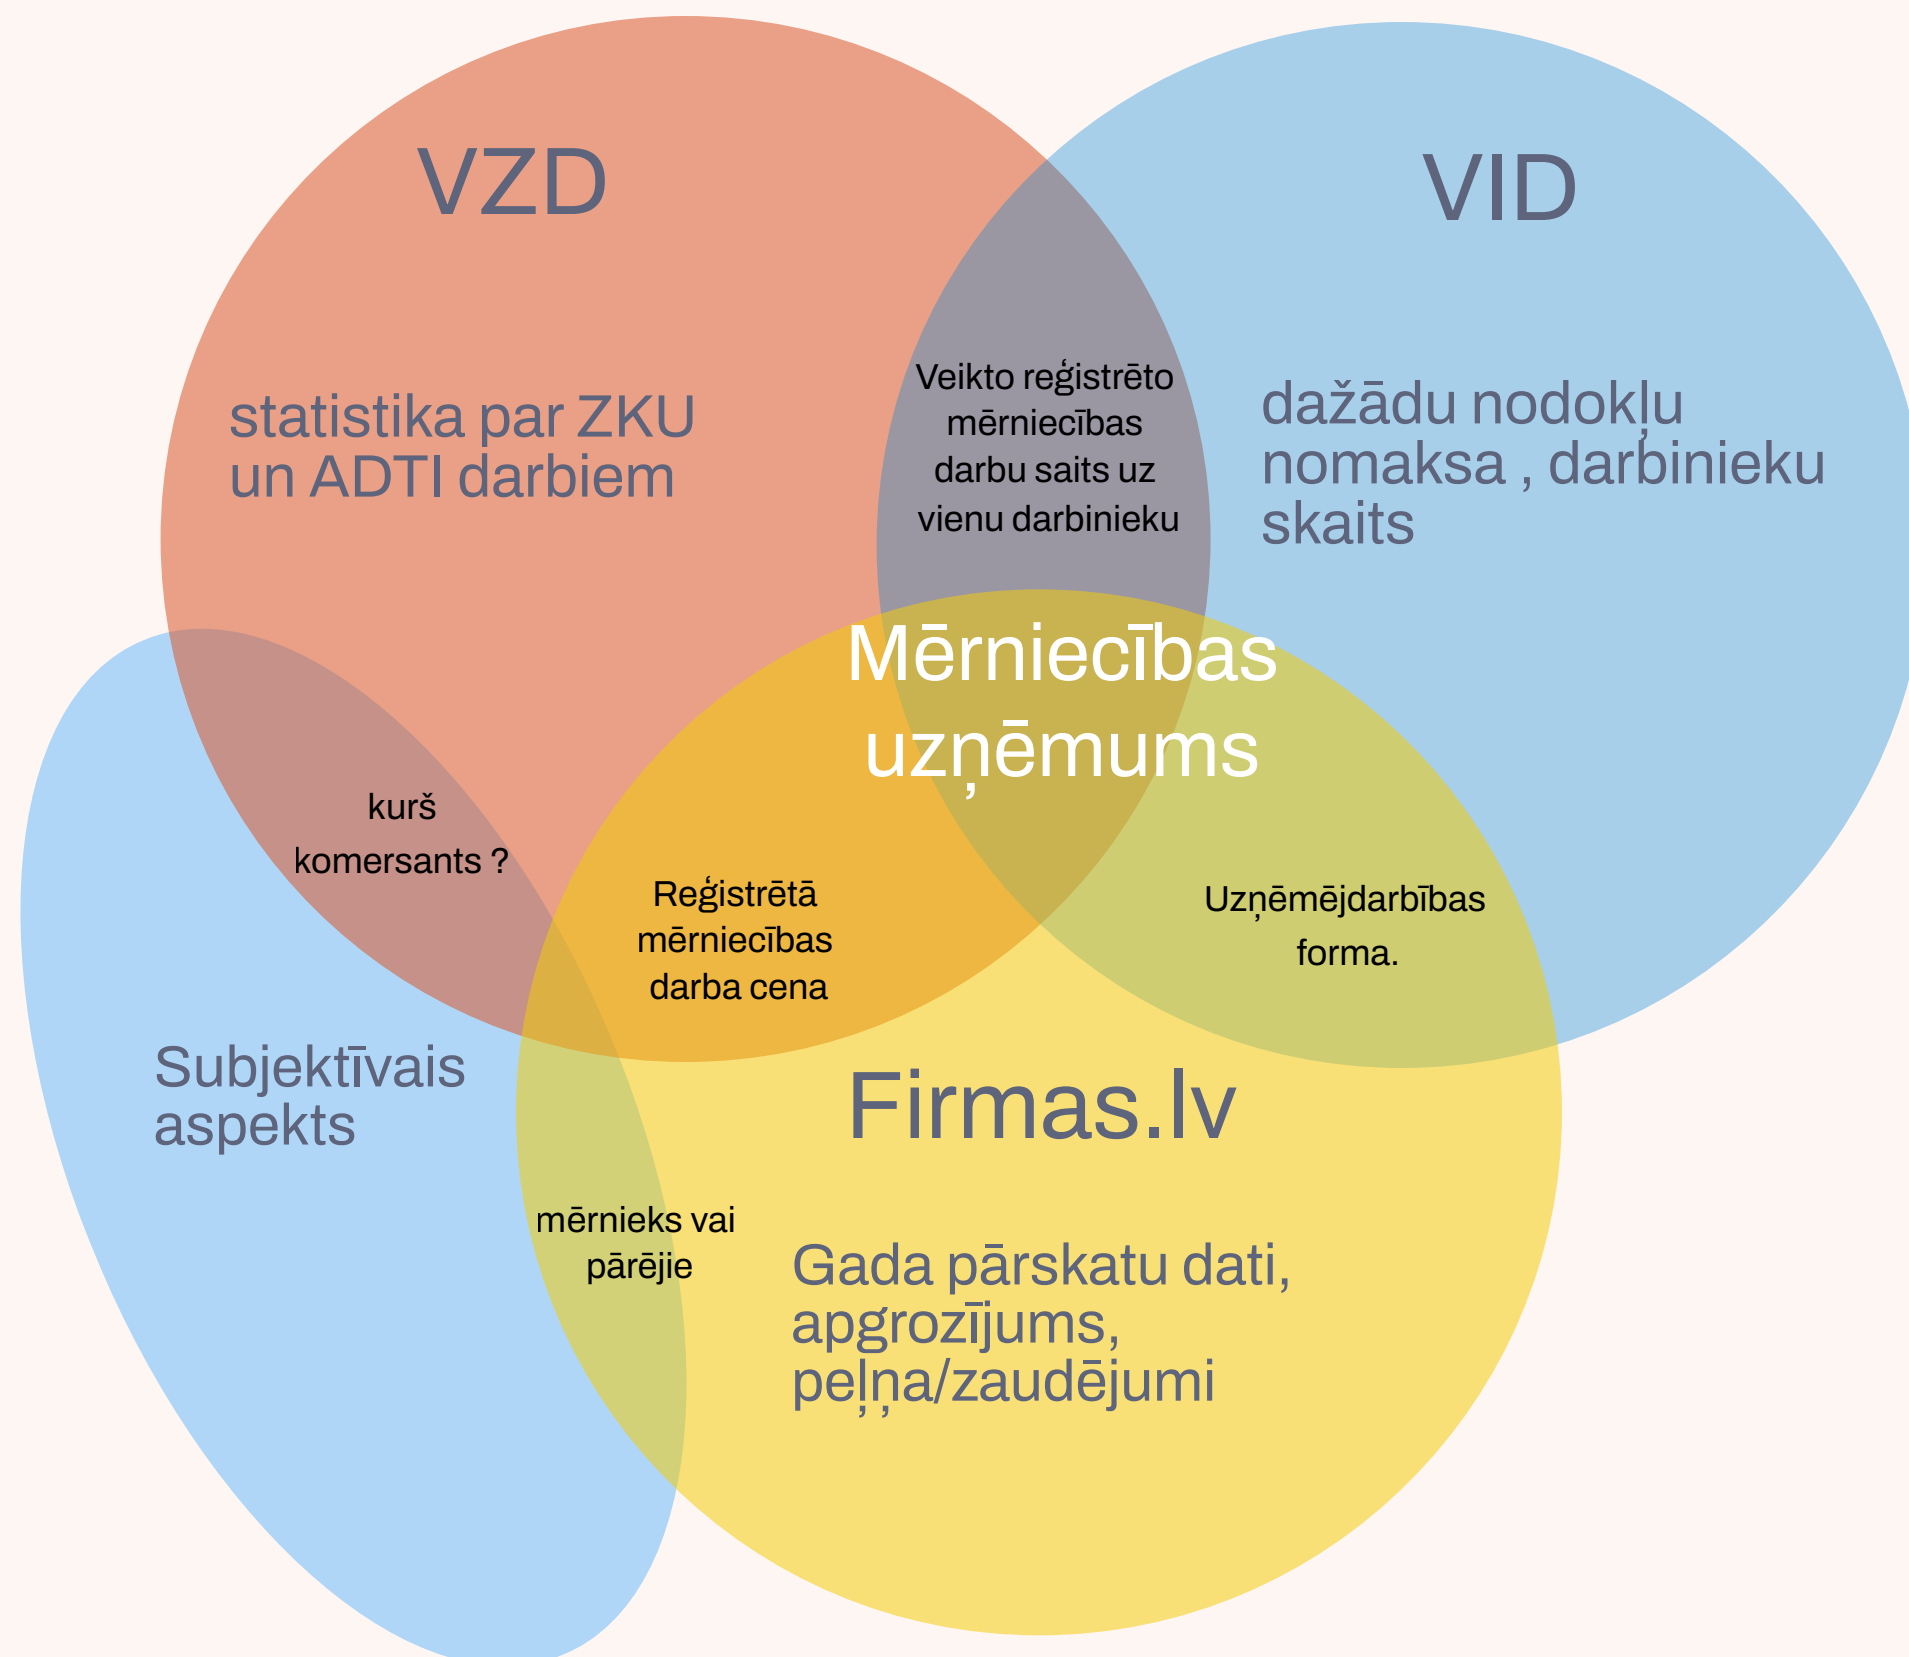 VZD
VID
statistika par ZKU
un ADTI darbiem
Veikto reģistrēto
mērniecības
darbu saits uz
vienu darbinieku
dažādu nodokļu
nomaksa , darbinieku
skaits
Mērniecības
uzņēmums
kurš
komersants ?
Reģistrētā
mērniecības
darba cena
Uzņēmējdarbības
forma.
Subjektīvais
aspekts
Firmas.lv
mērnieks vai
pārējie
Gada pārskatu dati,
apgrozījums,
peļņa/zaudējumi